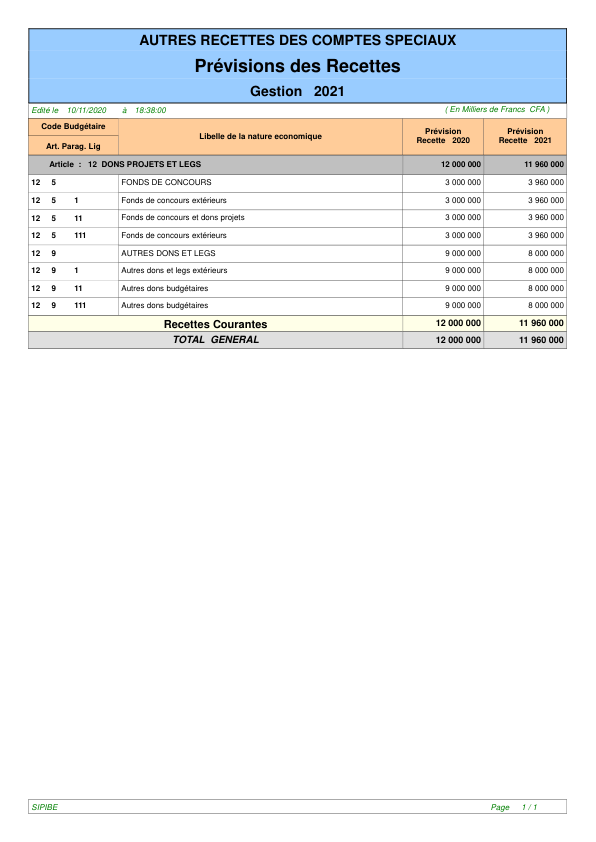 AUTRES RECETTES DES COMPTES SPECIAUX
Prévisions des Recettes
Gestion 2021
Edité le 10/11/2020 à 18:38:00 ( En Milliers de Francs CFA )
Code Budgétaire
Art. Parag. Lig
Libelle de la nature economique
Prévision Recette 2020
Prévision Recette 2021
Article : 12 DONS PROJETS ET LEGS 12 000 000 11 960 000
12 5 FONDS DE CONCOURS 3 000 000 3 960 000
12 5 1 Fonds de concours extérieurs 3 000 000 3 960 000
12 5 11 Fonds de concours et dons projets 3 000 000 3 960 000
12 5 111 Fonds de concours extérieurs 3 000 000 3 960 000
12 9 AUTRES DONS ET LEGS 9 000 000 8 000 000
12 9 1 Autres dons et legs extérieurs 9 000 000 8 000 000
12 9 11 Autres dons budgétaires 9 000 000 8 000 000
12 9 111 Autres dons budgétaires 9 000 000 8 000 000
Recettes Courantes 12 000 000 11 960 000
TOTAL GENERAL 12 000 000 11 960 000
SIPIBE Page 1 / 1